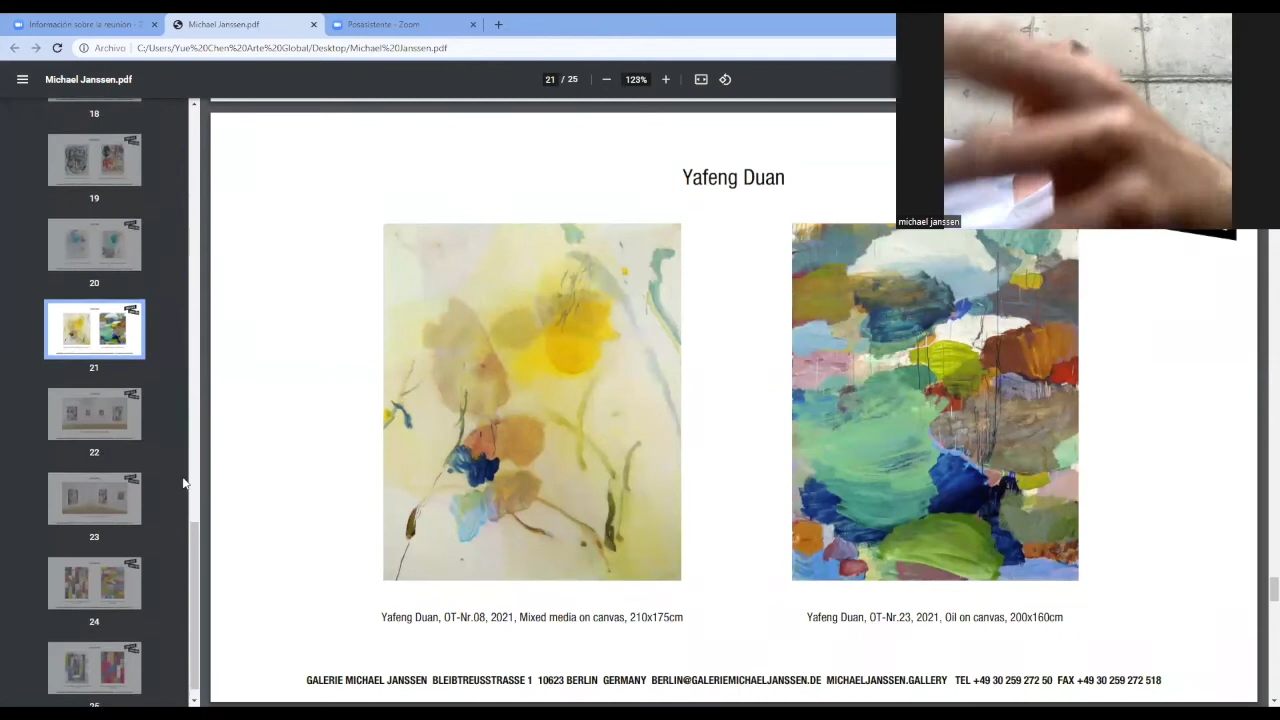 Información sobre la reunión - Z
Michael Janssen.pdf
Posasistente - Zoom
Archivo
C:/Users/Yue%20Chen%20Arte%20Global/Desktop/Michael%20Janssen.pdf
Michael Janssen.pdf
21 / 25
123%
michael janssen
18
19
20
21
22
23
24
25
Yafeng Duan
Yafeng Duan, OT-Nr.08, 2021, Mixed media on canvas, 210x175cm
Yafeng Duan, OT-Nr.23, 2021, Oil on canvas, 200x160cm
GALERIE MICHAEL JANSSEN BLEIBTREUSSTRASSE 1 10623 BERLIN GERMANY BERLIN@GALERIEMICHAELJANSSEN.DE MICHAELJANSSEN.GALLERY TEL +49 30 259 272 50 FAX +49 30 259 272 518